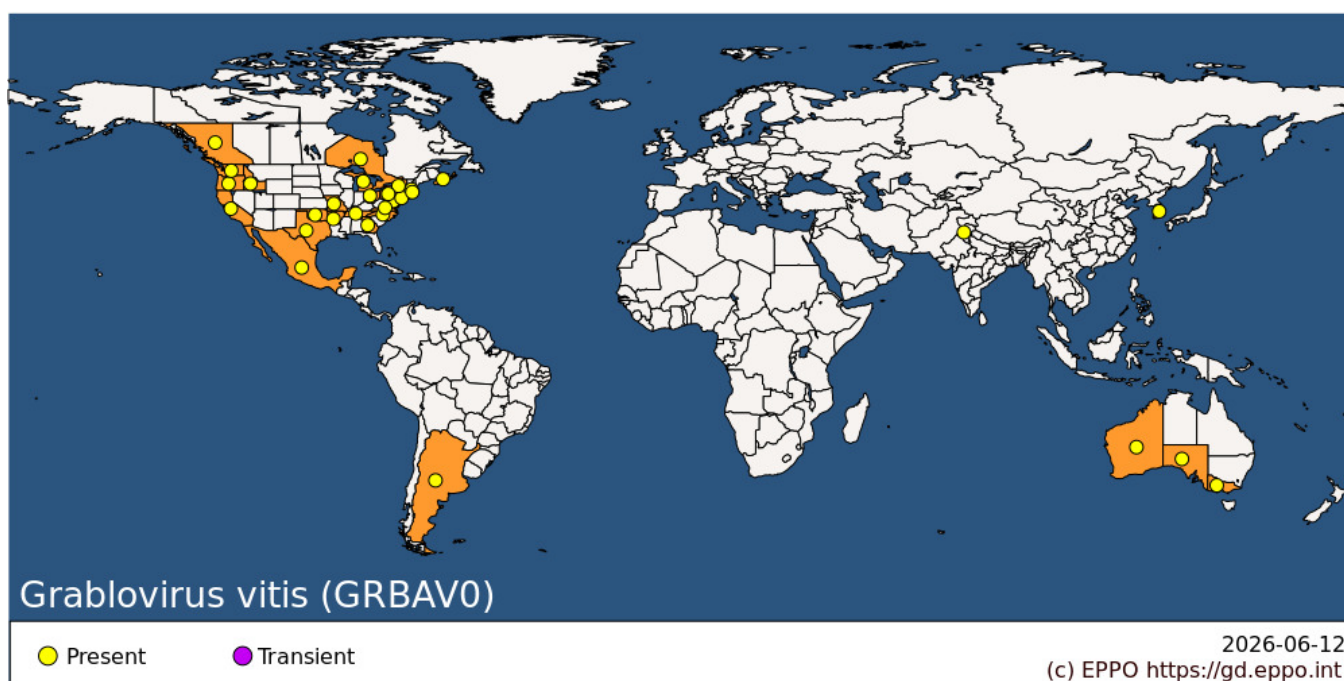 Grablovirus vitis (GRBAV0)
Present
Transient
2026-06-12
(c) EPPO https://gd.eppo.int